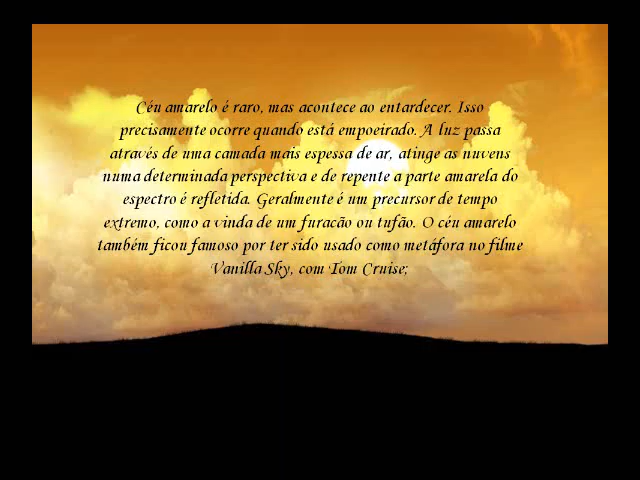 Céu amarelo é raro, mas acontece ao entardecer. Isso
precisamente ocorre quando está empoeirado. A luz passa
através de uma camada mais espessa de ar, atinge as nuvens
numa determinada perspectiva e de repente a parte amarela do
espectro é refletida. Geralmente é um precursor de tempo
extremo, como a vinda de um furacão ou tufão. O céu amarelo
também ficou famoso por ter sido usado como metáfora no filme
Vanilla Sky, com Tom Cruise;